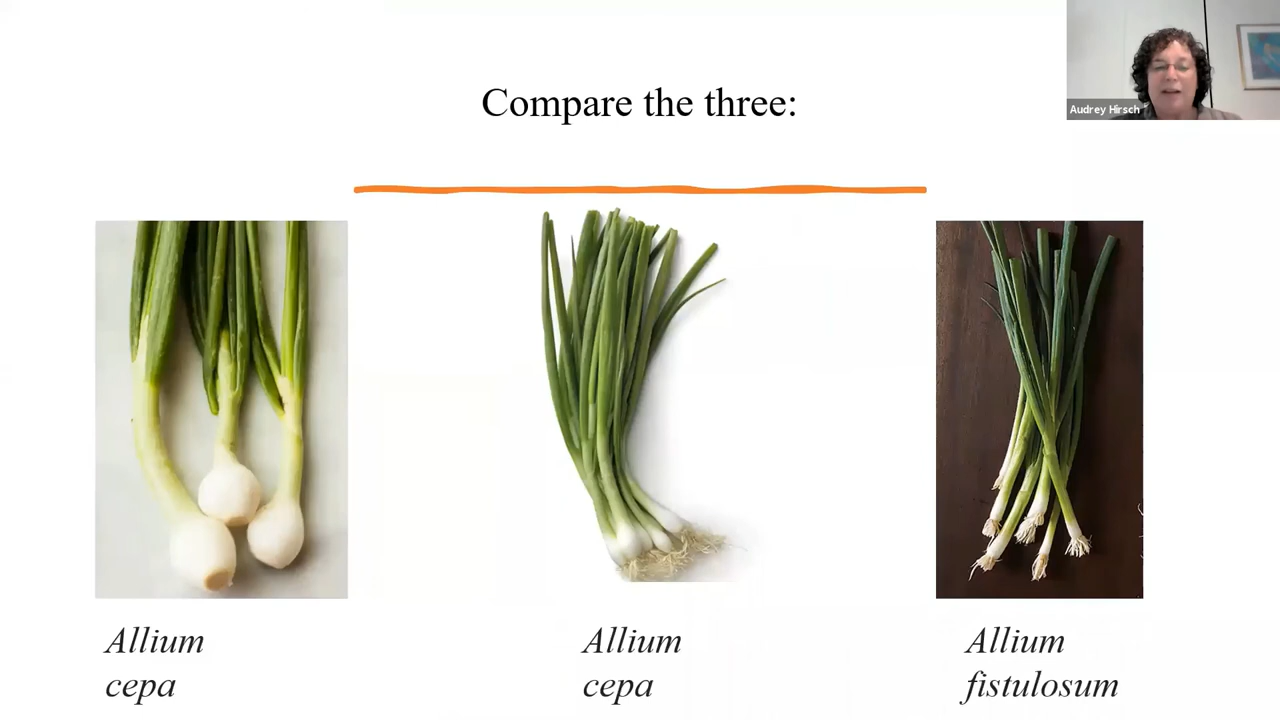 Compare the three:
Audrey Hirsch
Allium
cepa
Allium
cepa
Allium
fistulosum